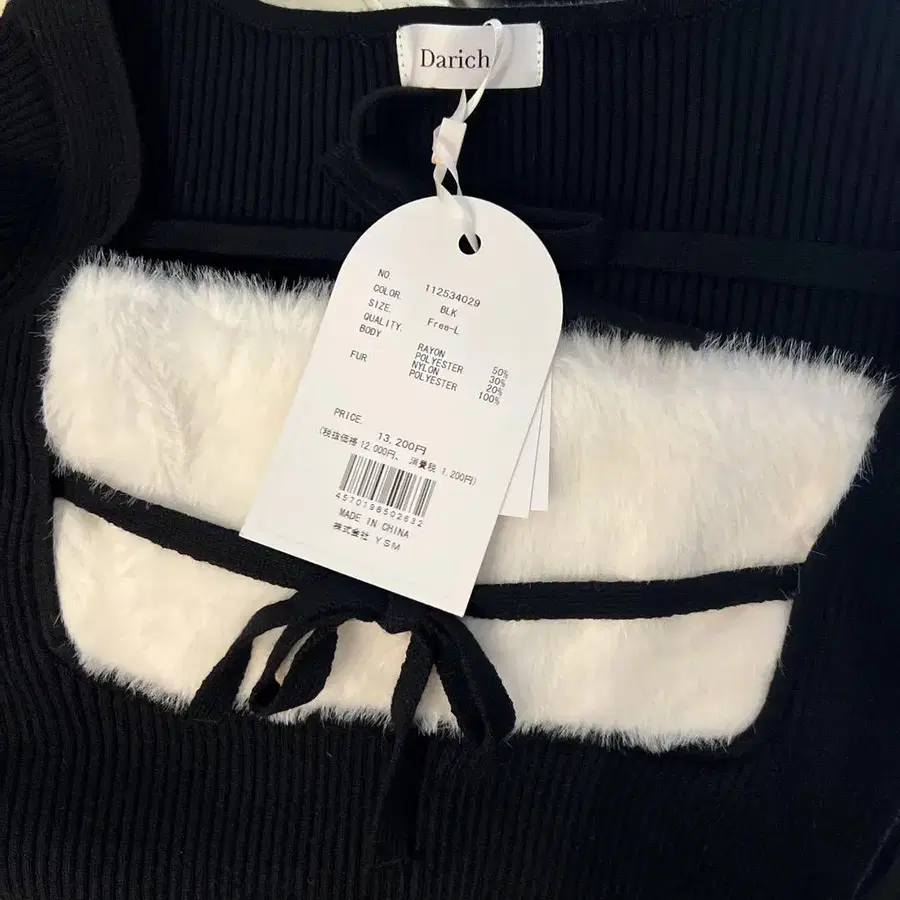 Darich
NO. 112534029
COLOR. BLK
SIZE. Free-L
QUALITY.
BODY RAYON 50%
POLYESTER 30%
NYLON 20%
FUR POLYESTER 100%
PRICE.
13,200円
(税抜価格 12,000円、 消費税 1,200円)
4570198502632
MADE IN CHINA
株式会社 YSM